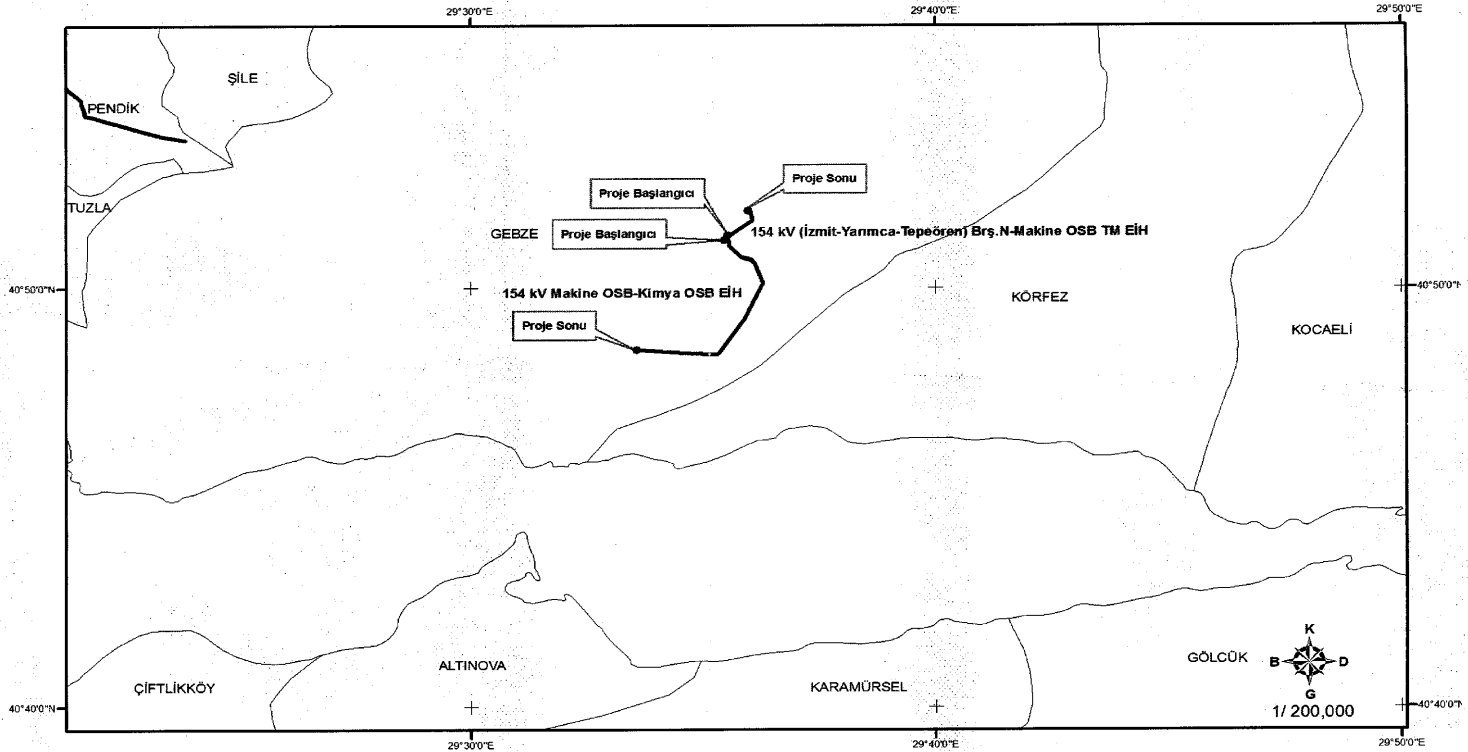 29°30'0"E
29°40'0"E
29°50'0"E
ŞİLE
PENDİK
TUZLA
Proje Sonu
Proje Başlangıcı
Proje Başlangıcı
GEBZE
154 kV (İzmit-Yarımca-Tepeören) Brş.N-Makine OSB TM EİH
40°50'0"N
40°50'0"N
154 kV Makine OSB-Kimya OSB EİH
KÖRFEZ
Proje Sonu
KOCAELİ
K
B
D
G
GÖLCÜK
ALTINOVA
ÇİFTLİKKÖY
KARAMÜRSEL
1/ 200,000
40°40'0"N
40°40'0"N
29°30'0"E
29°40'0"E
29°50'0"E